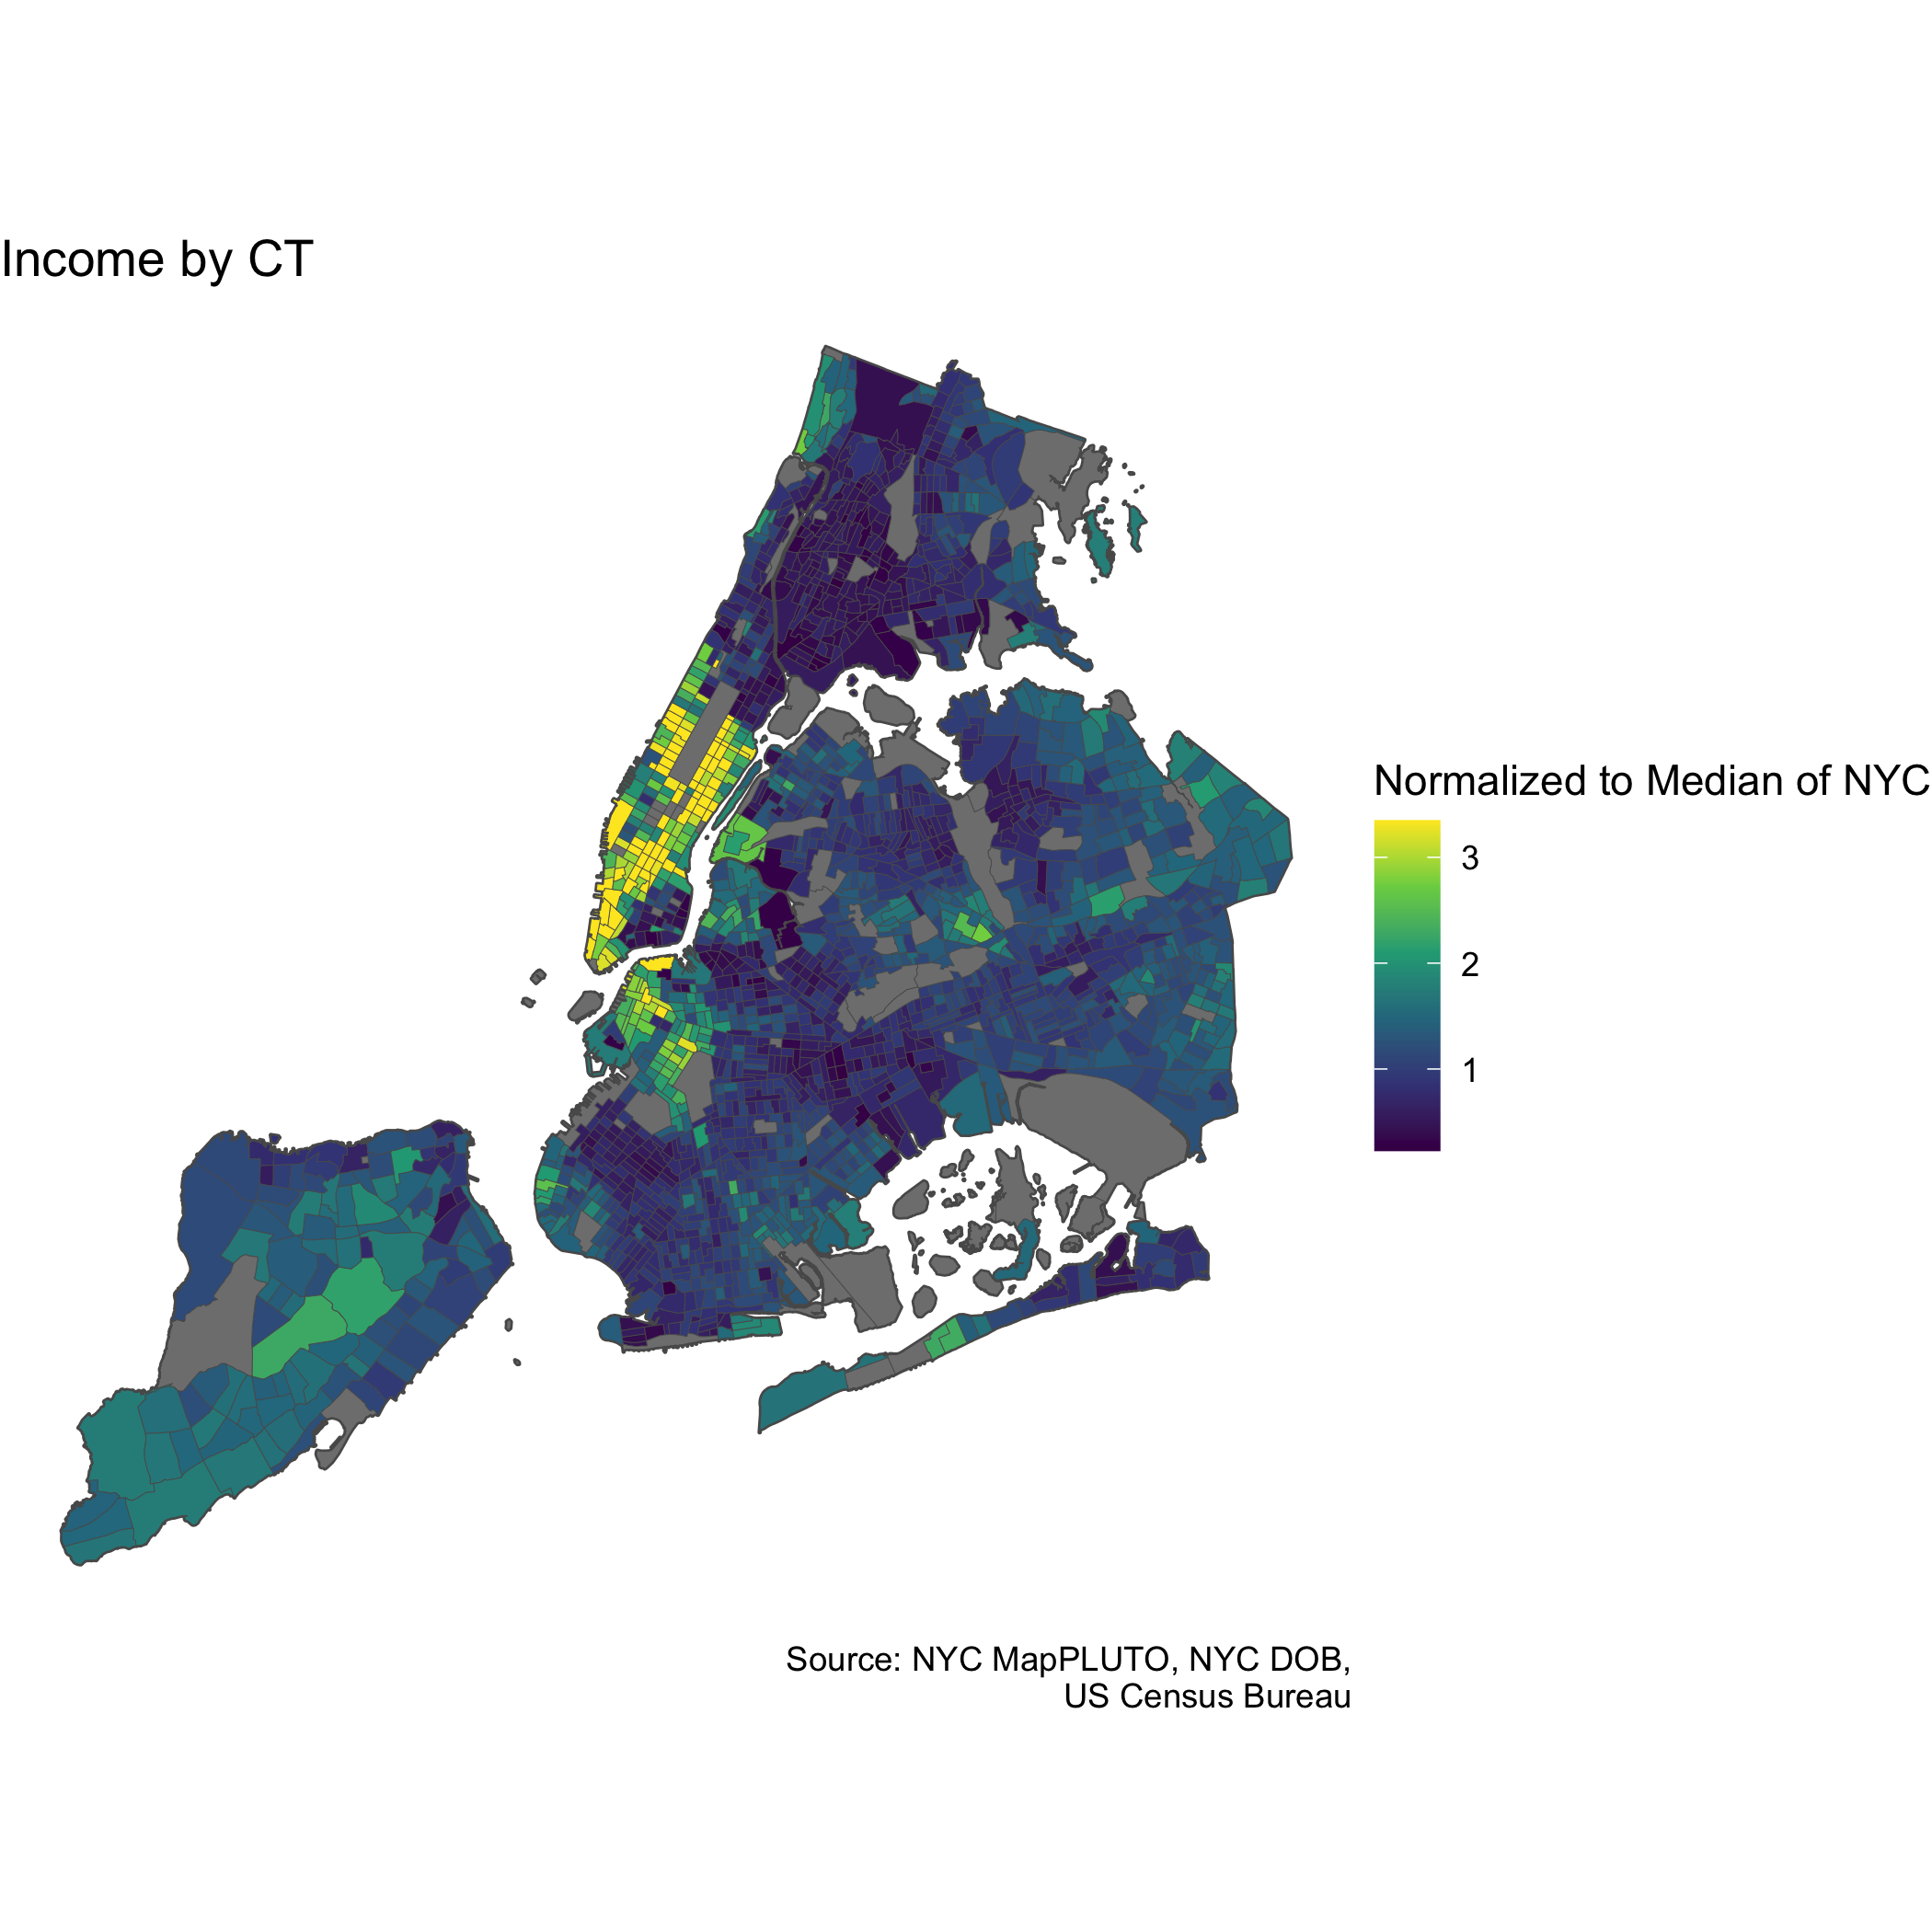 Income by CT
Normalized to Median of NYC
3
2
1
Source: NYC MapPLUTO, NYC DOB,
US Census Bureau